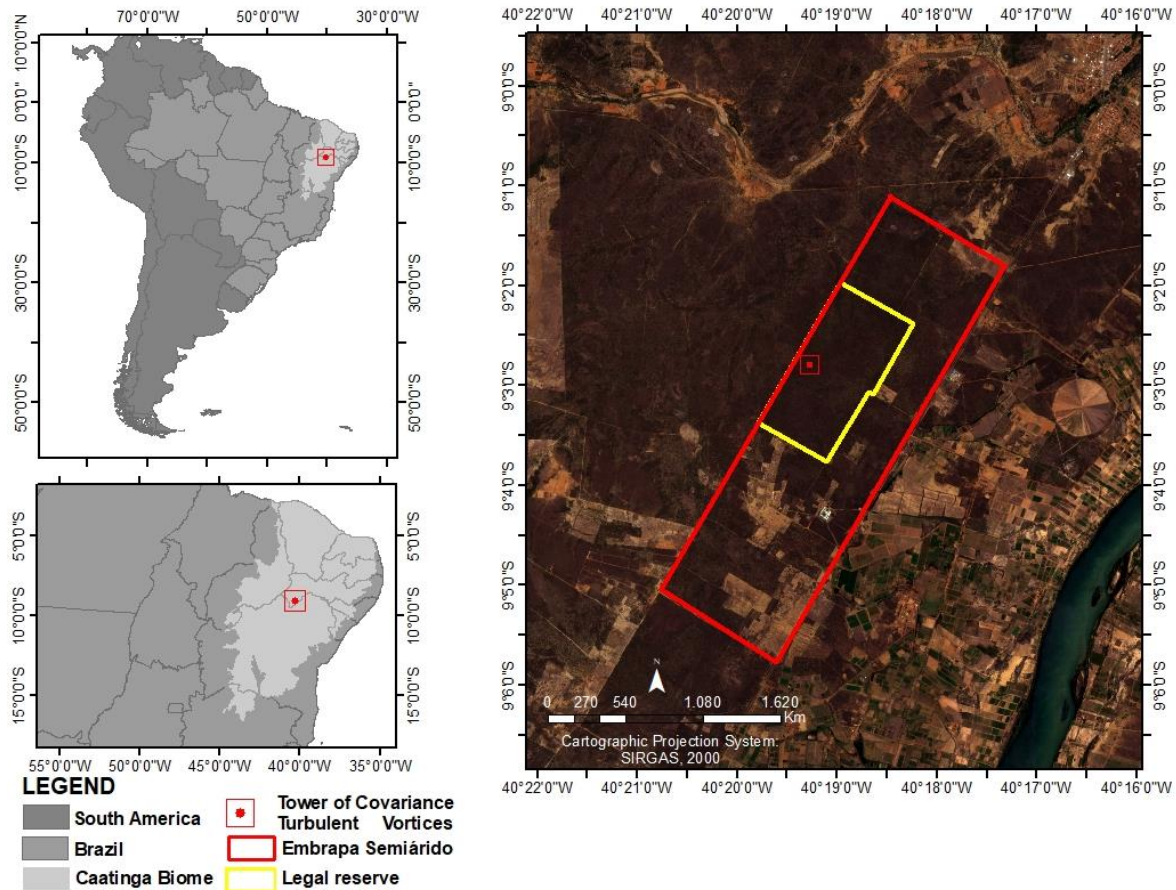 70°0'0"W 50°0'0"W 30°0'0"W
10°0'0"N
0°0'0"
10°0'0"S
30°0'0"S
50°0'0"S
70°0'0"W 50°0'0"W 30°0'0"W
5°0'0"S
10°0'0"S
15°0'0"S
5°0'0"S
10°0'0"S
15°0'0"S
55°0'0"W 50°0'0"W 45°0'0"W 40°0'0"W 35°0'0"W
40°22'0"W 40°21'0"W 40°20'0"W 40°19'0"W 40°18'0"W 40°17'0"W 40°16'0"W
9°0'0"S
9°1'0"S
9°2'0"S
9°3'0"S
9°4'0"S
9°5'0"S
9°6'0"S
9°0'0"S
9°1'0"S
9°2'0"S
9°3'0"S
9°4'0"S
9°5'0"S
9°6'0"S
N
0 270 540 1.080 1.620
Km
Cartographic Projection System:
SIRGAS, 2000
40°22'0"W 40°21'0"W 40°20'0"W 40°19'0"W 40°18'0"W 40°17'0"W 40°16'0"W
LEGEND
South America
Brazil
Caatinga Biome
Tower of Covariance
Turbulent Vortices
Embrapa Semiárido
Legal reserve